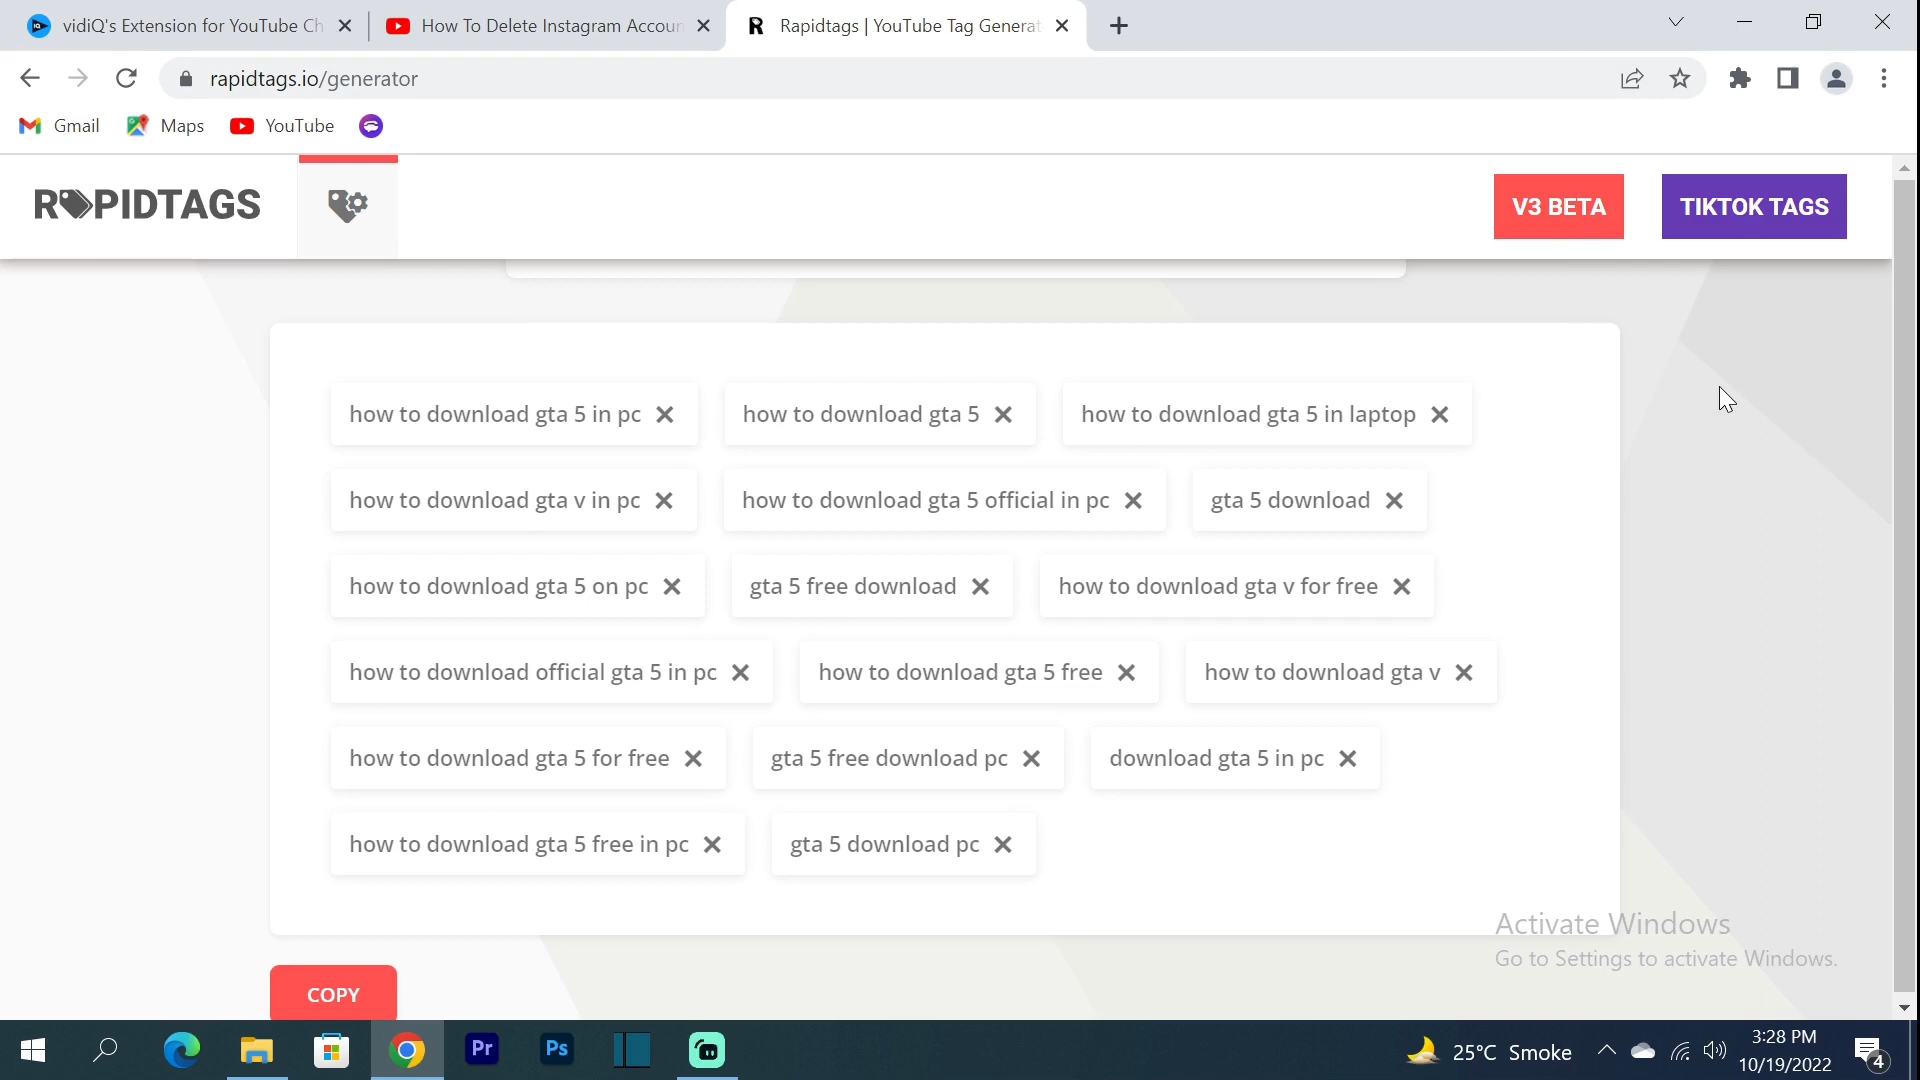 vidiQ's Extension for YouTube Ch
How To Delete Instagram Accoun
R Rapidtags | YouTube Tag Generat
rapidtags.io/generator
Gmail Maps YouTube
RAPIDTAGS
V3 BETA TIKTOK TAGS
how to download gta 5 in pc how to download gta 5 how to download gta 5 in laptop
how to download gta v in pc how to download gta 5 official in pc gta 5 download
how to download gta 5 on pc gta 5 free download how to download gta v for free
how to download official gta 5 in pc how to download gta 5 free how to download gta v
how to download gta 5 for free gta 5 free download pc download gta 5 in pc
how to download gta 5 free in pc gta 5 download pc
Activate Windows
Go to Settings to activate Windows.
COPY
Pr Ps 25°C Smoke
3:28 PM
10/19/2022
4